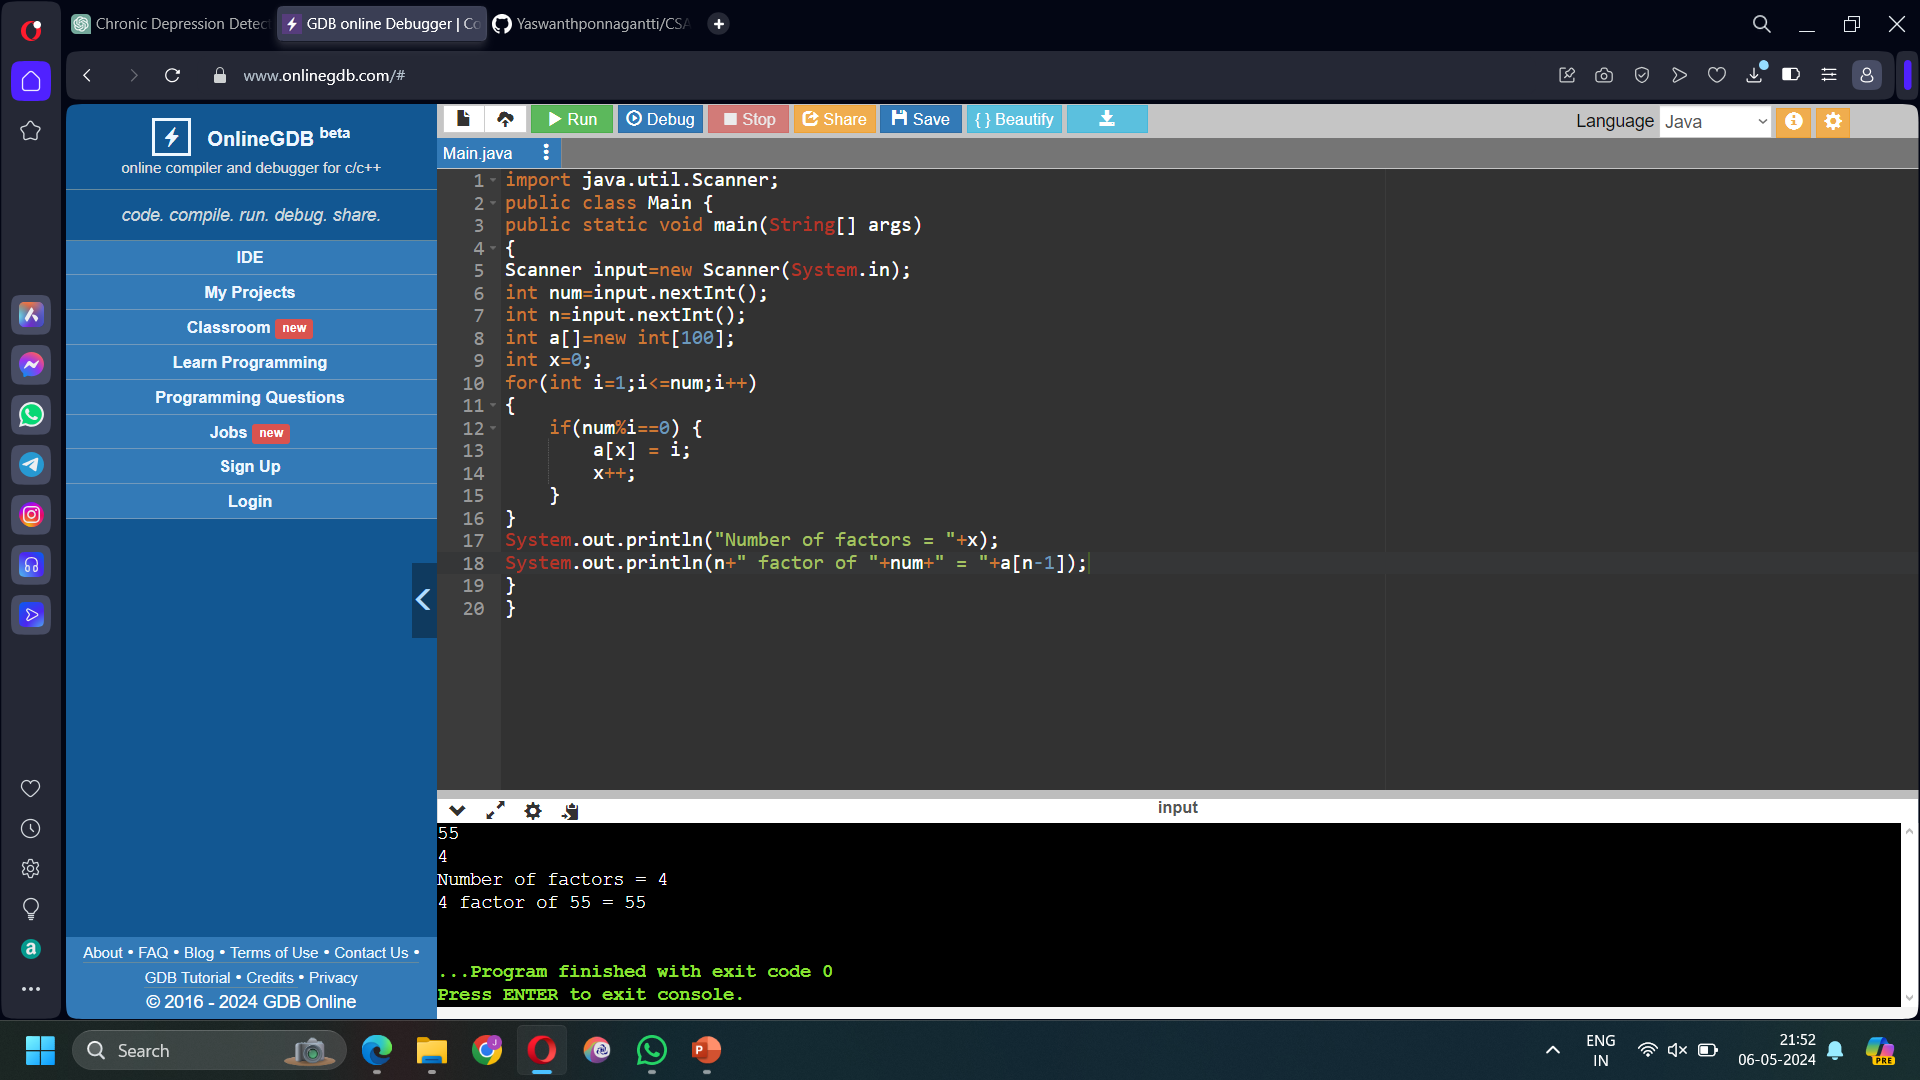 Chronic Depression Detect
GDB online Debugger | Co
Yaswanthponnagantti/CSA
www.onlinegdb.com/#
OnlineGDB beta
online compiler and debugger for c/c++
code. compile. run. debug. share.
IDE
My Projects
Classroom new
Learn Programming
Programming Questions
Jobs new
Sign Up
Login
About • FAQ • Blog • Terms of Use • Contact Us •
GDB Tutorial • Credits • Privacy
© 2016 - 2024 GDB Online
Run
Debug
Stop
Share
Save
{ } Beautify
Language Java
Main.java
1 import java.util.Scanner;
2 public class Main {
3 public static void main(String[] args)
4 {
5 Scanner input=new Scanner(System.in);
6 int num=input.nextInt();
7 int n=input.nextInt();
8 int a[]=new int[100];
9 int x=0;
10 for(int i=1;i<=num;i++)
11 {
12     if(num%i==0) {
13         a[x] = i;
14         x++;
15     }
16 }
17 System.out.println("Number of factors = "+x);
18 System.out.println(n+" factor of "+num+" = "+a[n-1]);
19 }
20 }
input
55
4
Number of factors = 4
4 factor of 55 = 55
...Program finished with exit code 0
Press ENTER to exit console.
Search
ENG
IN
21:52
06-05-2024
PRE